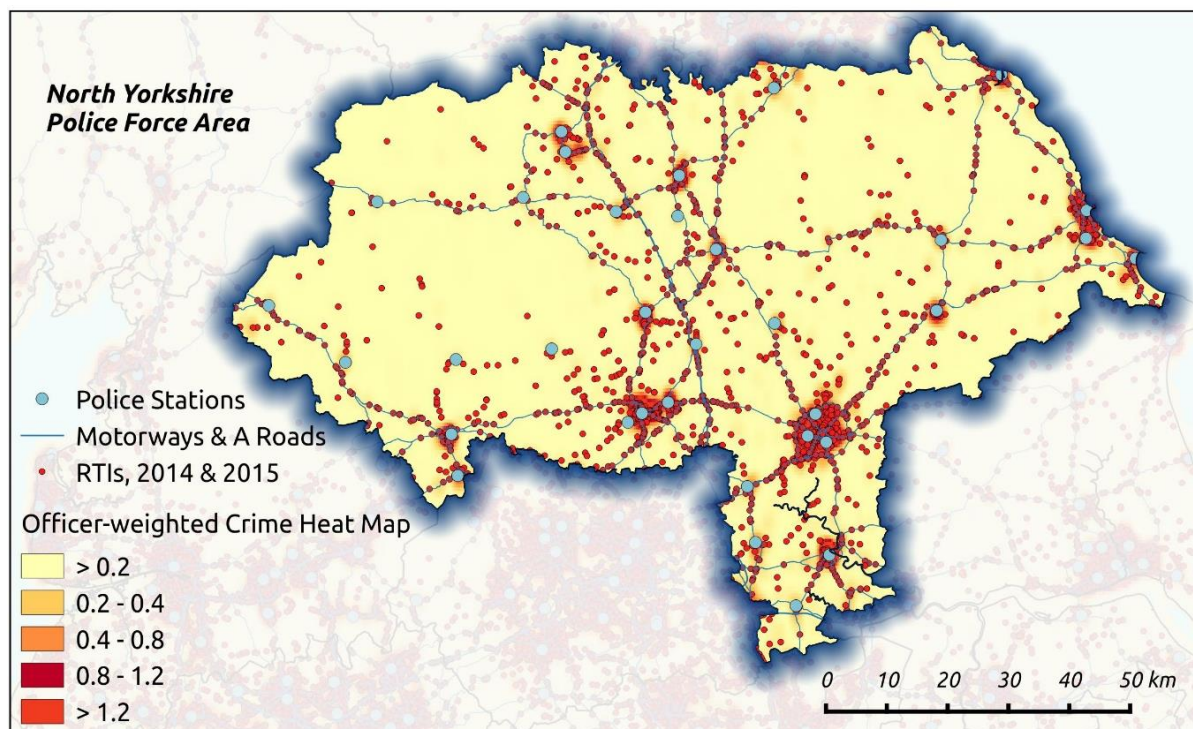 North Yorkshire
Police Force Area
Police Stations
Motorways & A Roads
RTIs, 2014 & 2015
Officer-weighted Crime Heat Map
> 0.2
0.2 - 0.4
0.4 - 0.8
0.8 - 1.2
> 1.2
0 10 20 30 40 50 km